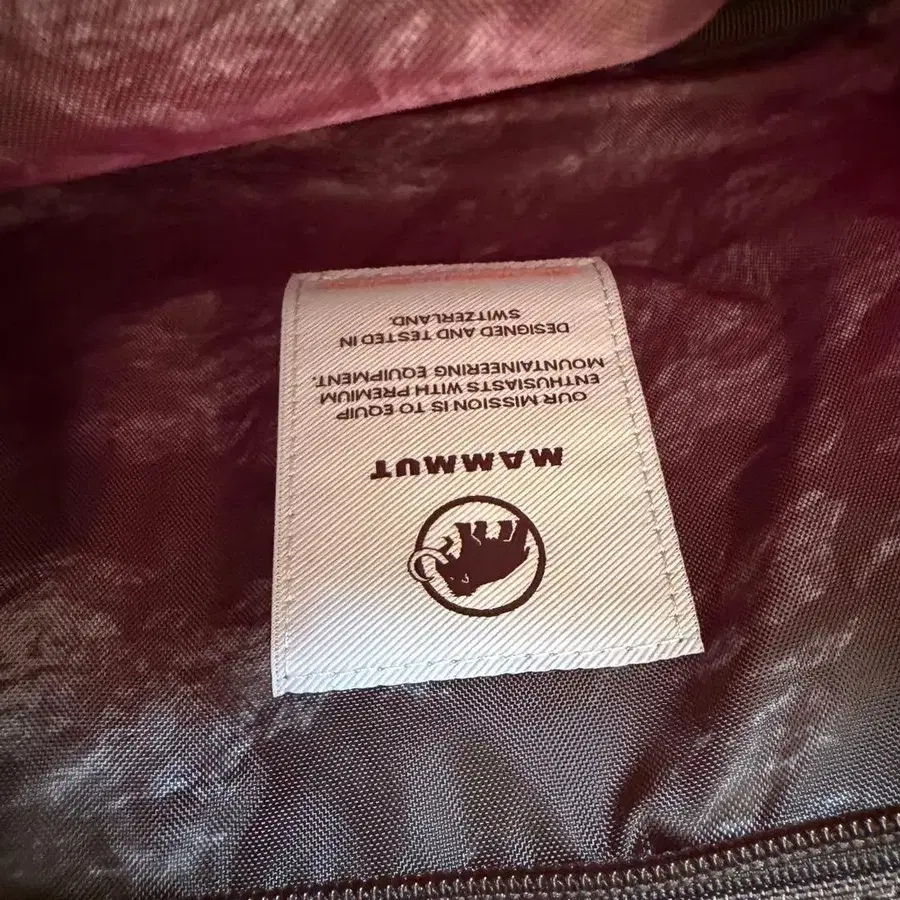 MAMMUT
OUR MISSION IS TO EQUIP
ENTHUSIASTS WITH PREMIUM
MOUNTAINEERING EQUIPMENT.
DESIGNED AND TESTED IN
SWITZERLAND.